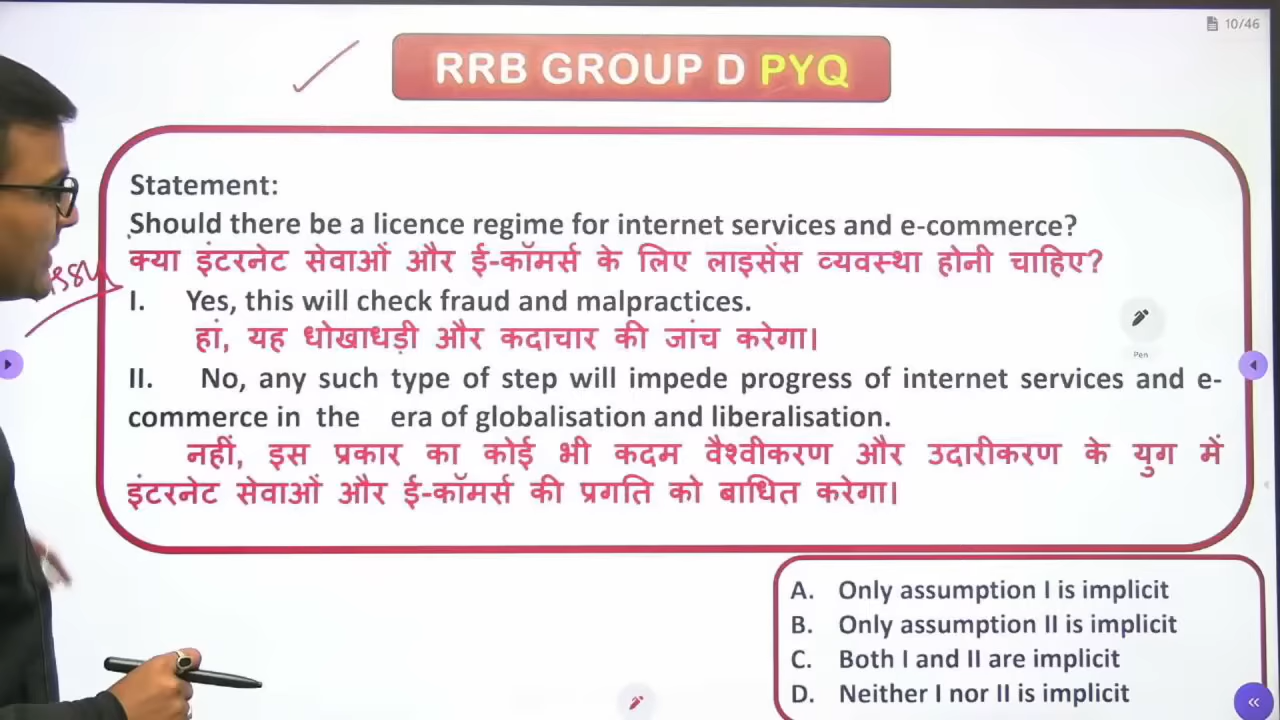 10/46
RRB GROUP D PYQ
Statement:
Should there be a licence regime for internet services and e-commerce?
क्या इंटरनेट सेवाओं और ई-कॉमर्स के लिए लाइसेंस व्यवस्था होनी चाहिए?
I. Yes, this will check fraud and malpractices.
हां, यह धोखाधड़ी और कदाचार की जांच करेगा।
Pen
II. No, any such type of step will impede progress of internet services and e-
commerce in the era of globalisation and liberalisation.
नहीं, इस प्रकार का कोई भी कदम वैश्वीकरण और उदारीकरण के युग में
इंटरनेट सेवाओं और ई-कॉमर्स की प्रगति को बाधित करेगा।
A. Only assumption I is implicit
B. Only assumption II is implicit
C. Both I and II are implicit
D. Neither I nor II is implicit